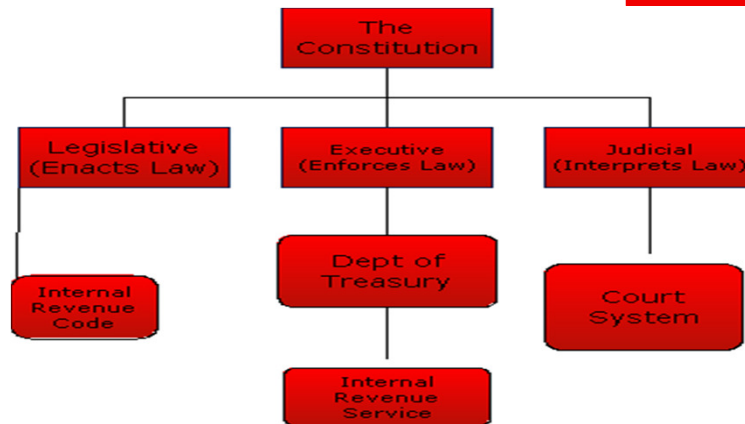 The
Constitution
Legislative
(Enacts Law)
Executive
(Enforces Law)
Judicial
(Interprets Law)
Internal
Revenue
Code
Dept of
Treasury
Court
System
Internal
Revenue
Service